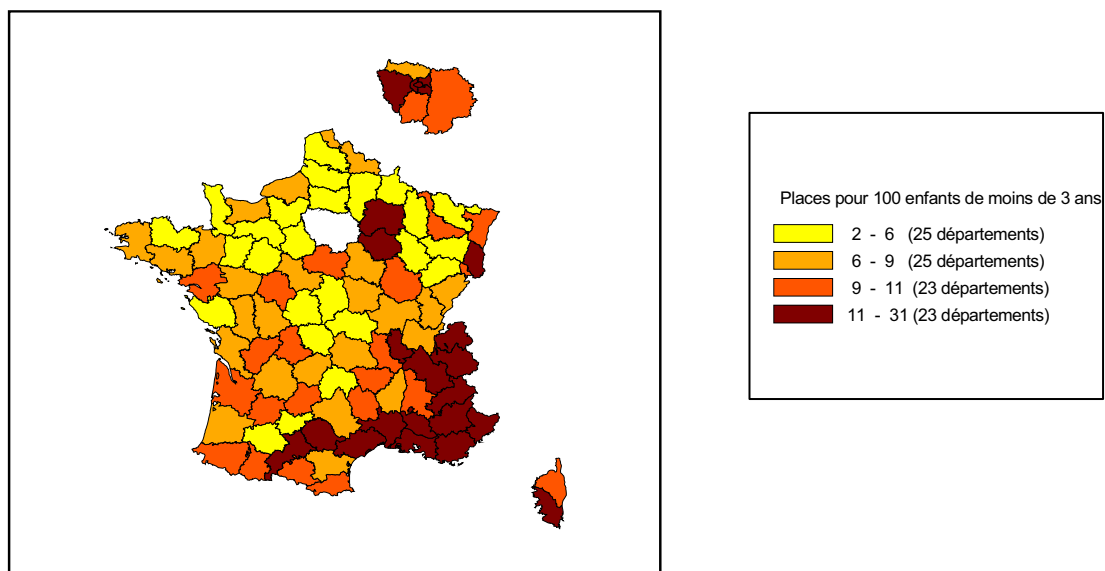 Places pour 100 enfants de moins de 3 ans
2 - 6 (25 départements)
6 - 9 (25 départements)
9 - 11 (23 départements)
11 - 31 (23 départements)